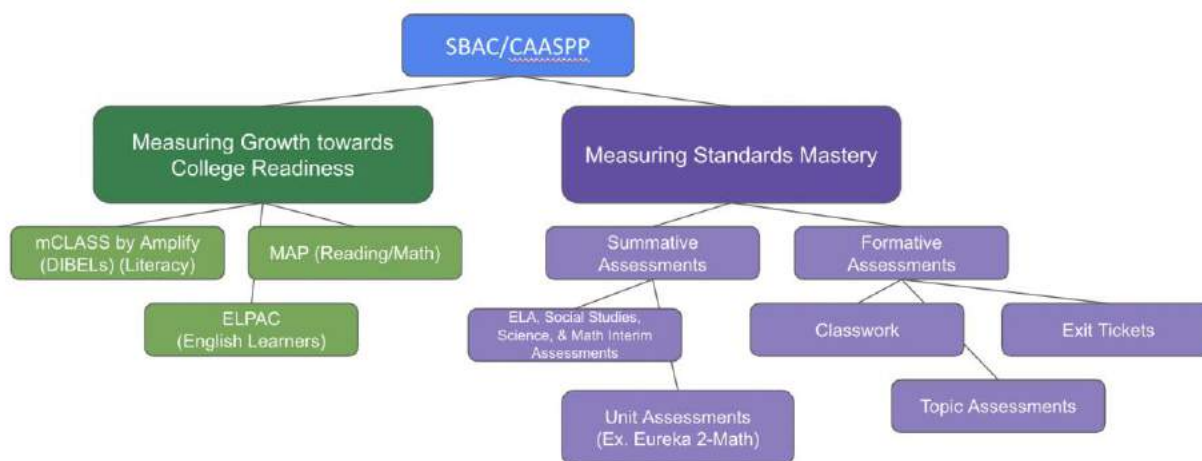 SBAC/CAASPP
Measuring Growth towards
College Readiness
Measuring Standards Mastery
mCLASS by Amplify
(DIBELs) (Literacy)
MAP (Reading/Math)
ELPAC
(English Learners)
Summative
Assessments
Formative
Assessments
ELA, Social Studies,
Science, & Math Interim
Assessments
Classwork
Exit Tickets
Unit Assessments
(Ex. Eureka 2-Math)
Topic Assessments